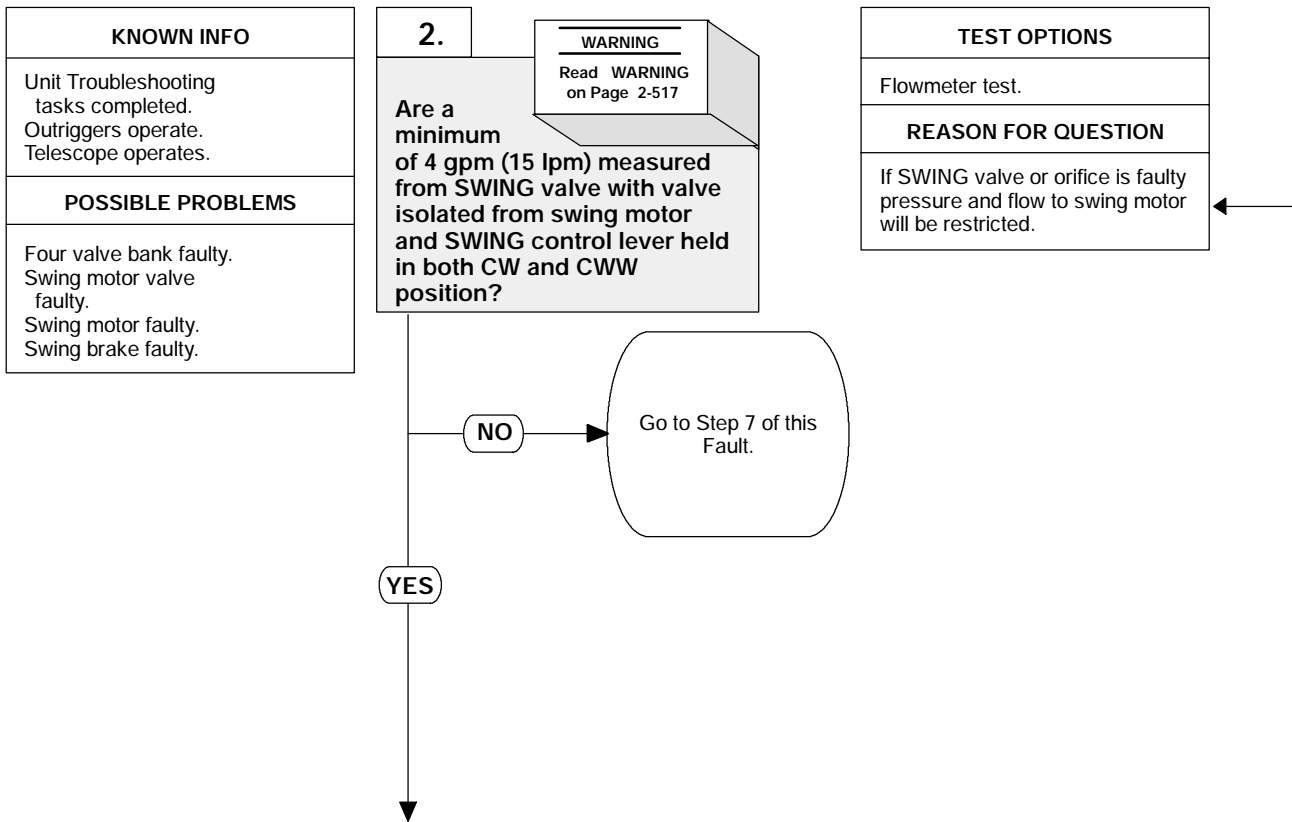 KNOWN INFO
Unit Troubleshooting
tasks completed.
Outriggers operate.
Telescope operates.
POSSIBLE PROBLEMS
Four valve bank faulty.
Swing motor valve
faulty.
Swing motor faulty.
Swing brake faulty.
2.
WARNING
Read WARNING
on Page 2-517
Are a
minimum
of 4 gpm (15 lpm) measured
from SWING valve with valve
isolated from swing motor
and SWING control lever held
in both CW and CWW
position?
NO
Go to Step 7 of this
Fault.
YES
TEST OPTIONS
Flowmeter test.
REASON FOR QUESTION
If SWING valve or orifice is faulty
pressure and flow to swing motor
will be restricted.